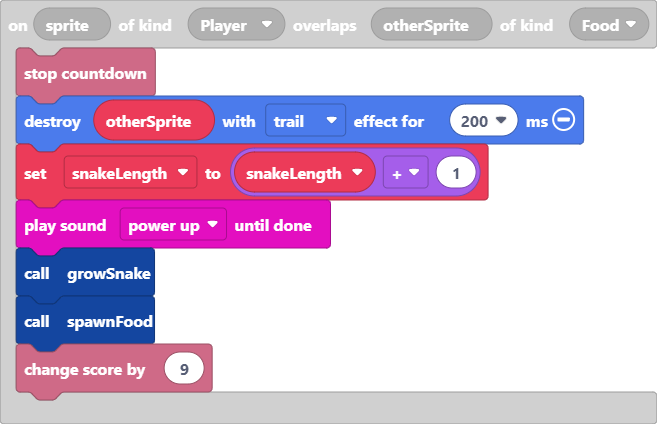 on sprite of kind Player overlaps otherSprite of kind Food
stop countdown
destroy otherSprite with trail effect for 200 ms
set snakeLength to snakeLength + 1
play sound power up until done
call growSnake
call spawnFood
change score by 9